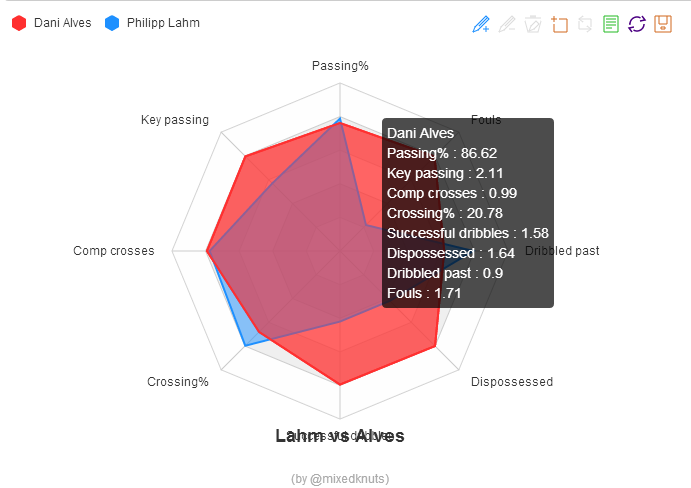 Dani Alves Philipp Lahm
Passing%
Key passing
Fouls
Dani Alves
Passing% : 86.62
Key passing : 2.11
Comp crosses : 0.99
Crossing% : 20.78
Successful dribbles : 1.58
Dispossessed : 1.64
Dribbled past : 0.9
Fouls : 1.71
Comp crosses
Dribbled past
Crossing%
Dispossessed
Successful dribbles
Lahm vs Alves
(by @mixedknuts)